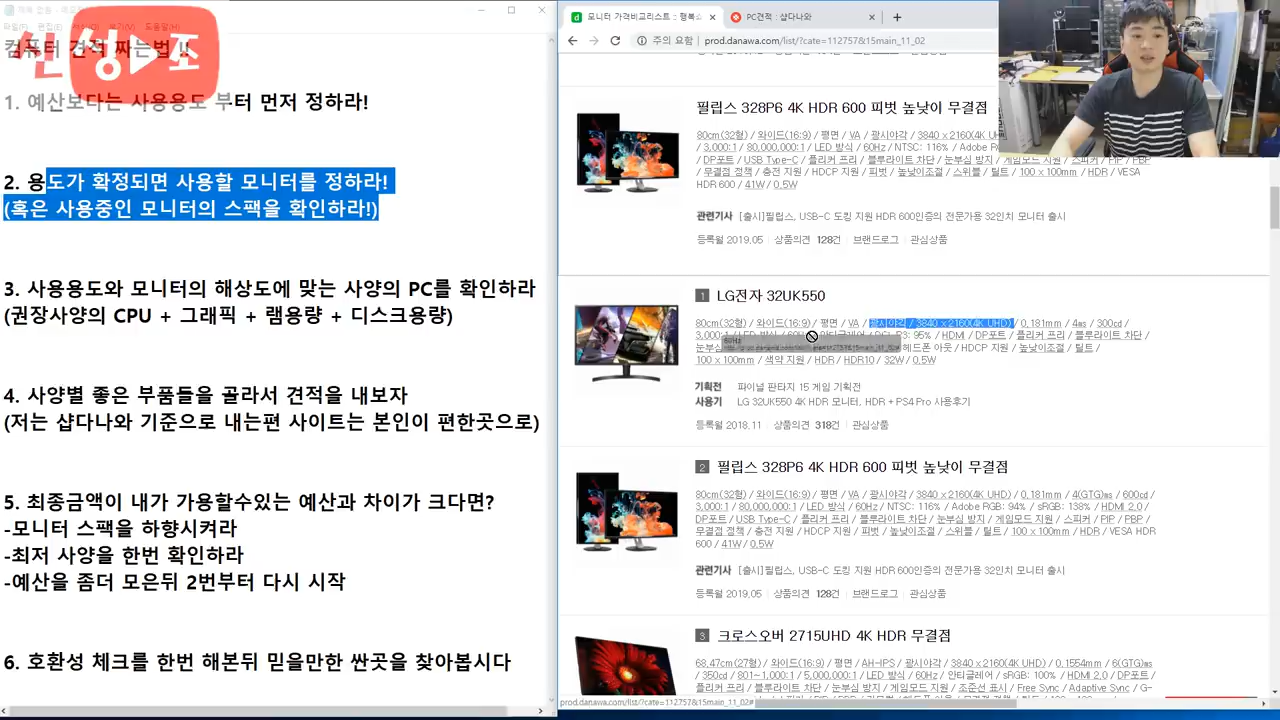 컴퓨터 견적 짜는법 !!
신성조
1. 예산보다는 사용용도 부터 먼저 정하라!
2. 용도가 확정되면 사용할 모니터를 정하라!
(혹은 사용중인 모니터의 스팩을 확인하라!)
3. 사용용도와 모니터의 해상도에 맞는 사양의 PC를 확인하라
(권장사양의 CPU + 그래픽 + 램용량 + 디스크용량)
4. 사양별 좋은 부품들을 골라서 견적을 내보자
(저는 샵다나와 기준으로 내는편 사이트는 본인이 편한곳으로)
5. 최종금액이 내가 가용할수있는 예산과 차이가 크다면?
-모니터 스팩을 하향시켜라
-최저 사양을 한번 확인하라
-예산을 좀더 모은뒤 2번부터 다시 시작
6. 호환성 체크를 한번 해본뒤 믿을만한 싼곳을 찾아봅시다
모니터 가격비교리스트 :: 행복쇼
PC견적 : 샵다나와
주의 요함 | prod.danawa.com/list/?cate=112757&15main_11_02
필립스 328P6 4K HDR 600 피벗 높낮이 무결점
80cm(32형) / 와이드(16:9) / 평면 / VA / 광시야각 / 3840 x 2160(4K UH
3,000:1 / 80,000,000:1 / LED 방식 / 60Hz / NTSC: 116% / Adobe R
/ DP포트 / USB Type-C / 플리커 프리 / 블루라이트 차단 / 눈부심 방지 / 게임모드 지원 / 스피커 / PIP / PBP
/ 무결점 정책 / 충전 지원 / HDCP 지원 / 피벗 / 높낮이조절 / 스위블 / 틸트 / 100 x 100mm / HDR / VESA
HDR 600 / 41W / 0.5W
관련기사 [출시]필립스, USB-C 도킹 지원 HDR 600인증의 전문가용 32인치 모니터 출시
등록월 2019.05 | 상품의견 128건 | 브랜드로그 | 관심상품
1 LG전자 32UK550
80cm(32형) / 와이드(16:9) / 평면 / VA / 광시야각 / 3840 x 2160(4K UHD) / 0.181mm / 4ms / 300cd /
3,000:1 / LED 방식 / 60Hz / DCI-P3: 95% / HDMI / DP포트 / 플리커 프리 / 블루라이트 차단 /
눈부심 헤드폰 아웃 / HDCP 지원 / 높낮이조절 / 틸트 /
100 x 100mm / 색약 지원 / HDR / HDR10 / 32W / 0.5W
기획전 파이널 판타지 15 게임 기획전
사용기 LG 32UK550 4K HDR 모니터, HDR + PS4 Pro 사용후기
등록월 2018.11 | 상품의견 318건 | 관심상품
2 필립스 328P6 4K HDR 600 피벗 높낮이 무결점
80cm(32형) / 와이드(16:9) / 평면 / VA / 광시야각 / 3840 x 2160(4K UHD) / 0.181mm / 4(GTG)ms / 600cd
/ 3,000:1 / 80,000,000:1 / LED 방식 / 60Hz / NTSC: 116% / Adobe RGB: 94% / sRGB: 138% / HDMI 2.0
/ DP포트 / USB Type-C / 플리커 프리 / 블루라이트 차단 / 눈부심 방지 / 게임모드 지원 / 스피커 / PIP / PBP
/ 무결점 정책 / 충전 지원 / HDCP 지원 / 피벗 / 높낮이조절 / 스위블 / 틸트 / 100 x 100mm / HDR / VESA HDR
600 / 41W / 0.5W
관련기사 [출시]필립스, USB-C 도킹 지원 HDR 600인증의 전문가용 32인치 모니터 출시
등록월 2019.05 | 상품의견 128건 | 브랜드로그 | 관심상품
3 크로스오버 2715UHD 4K HDR 무결점
68.47cm(27형) / 와이드(16:9) / 평면 / AH-IPS / 광시야각 / 3840 x 2160(4K UHD) / 0.1554mm / 6(GTG)ms
/ 350cd / 801~1,000:1 / 5,000,000:1 / LED 방식 / 60Hz / 안티글레어 / sRGB: 100% / HDMI 2.0 / DP포트 /
플리커 프리 / 블루라이트 차단 / 눈부심 방지 / 게임모드 지원 / 조준선 표시 / Free Sync / Adaptive Sync / G-
prod.danawa.com/list/?cate=112757&15main_11_02#